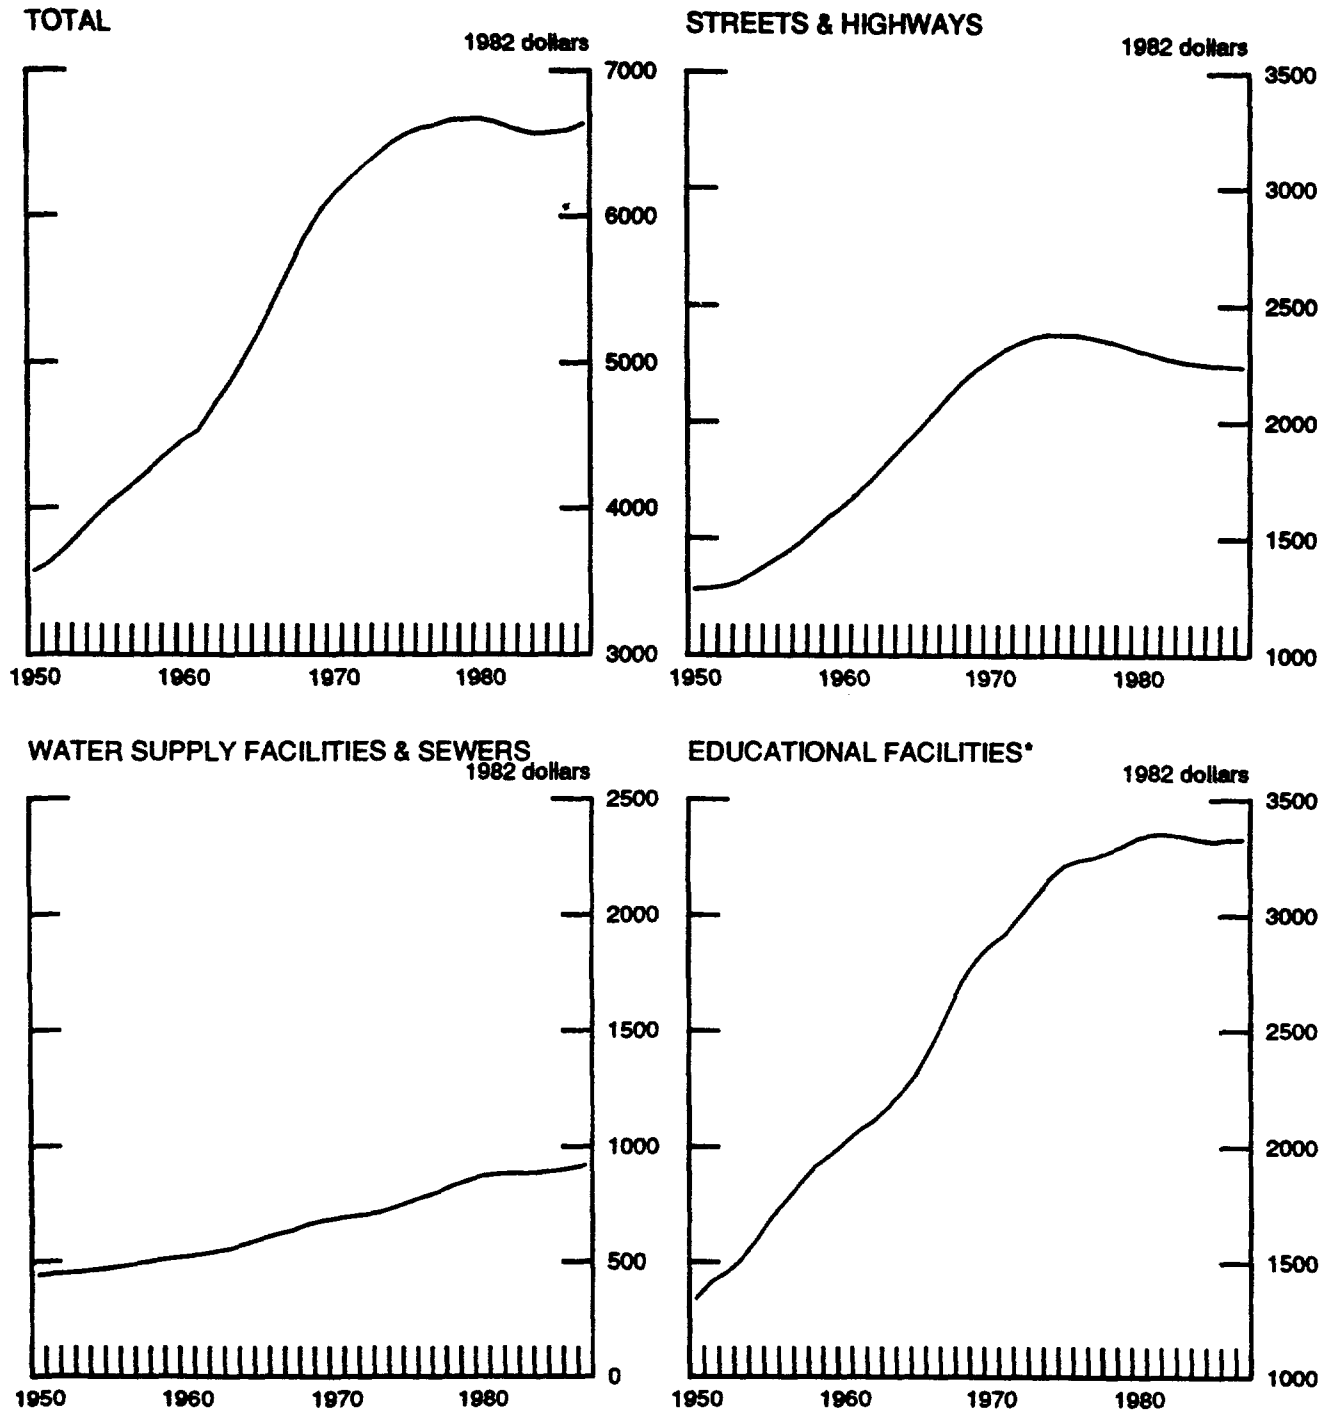 TOTAL
1982 dollars
7000
6000
5000
4000
3000
1950 1960 1970 1980
STREETS & HIGHWAYS
1982 dollars
3500
3000
2500
2000
1500
1000
1950 1960 1970 1980
WATER SUPPLY FACILITIES & SEWERS
1982 dollars
2500
2000
1500
1000
500
0
1950 1960 1970 1980
EDUCATIONAL FACILITIES*
1982 dollars
3500
3000
2500
2000
1500
1000
1950 1960 1970 1980